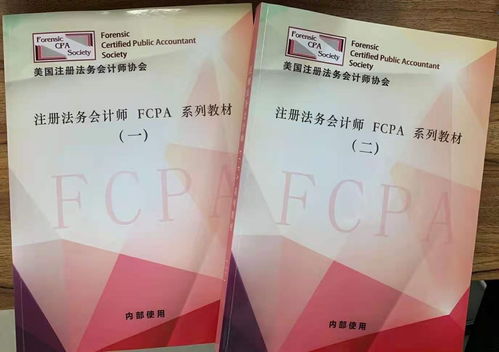 Forensic
CPA
Society
Forensic
Certified Public Accountant
Society
美国注册法务会计师协会
注册法务会计师 FCPA 系列教材
(一)
FCPA
内部使用
Forensic
CPA
Society
Forensic
Certified Public Accountant
Society
美国注册法务会计师协会
注册法务会计师 FCPA 系列教材
(二)
FCPA
内部使用